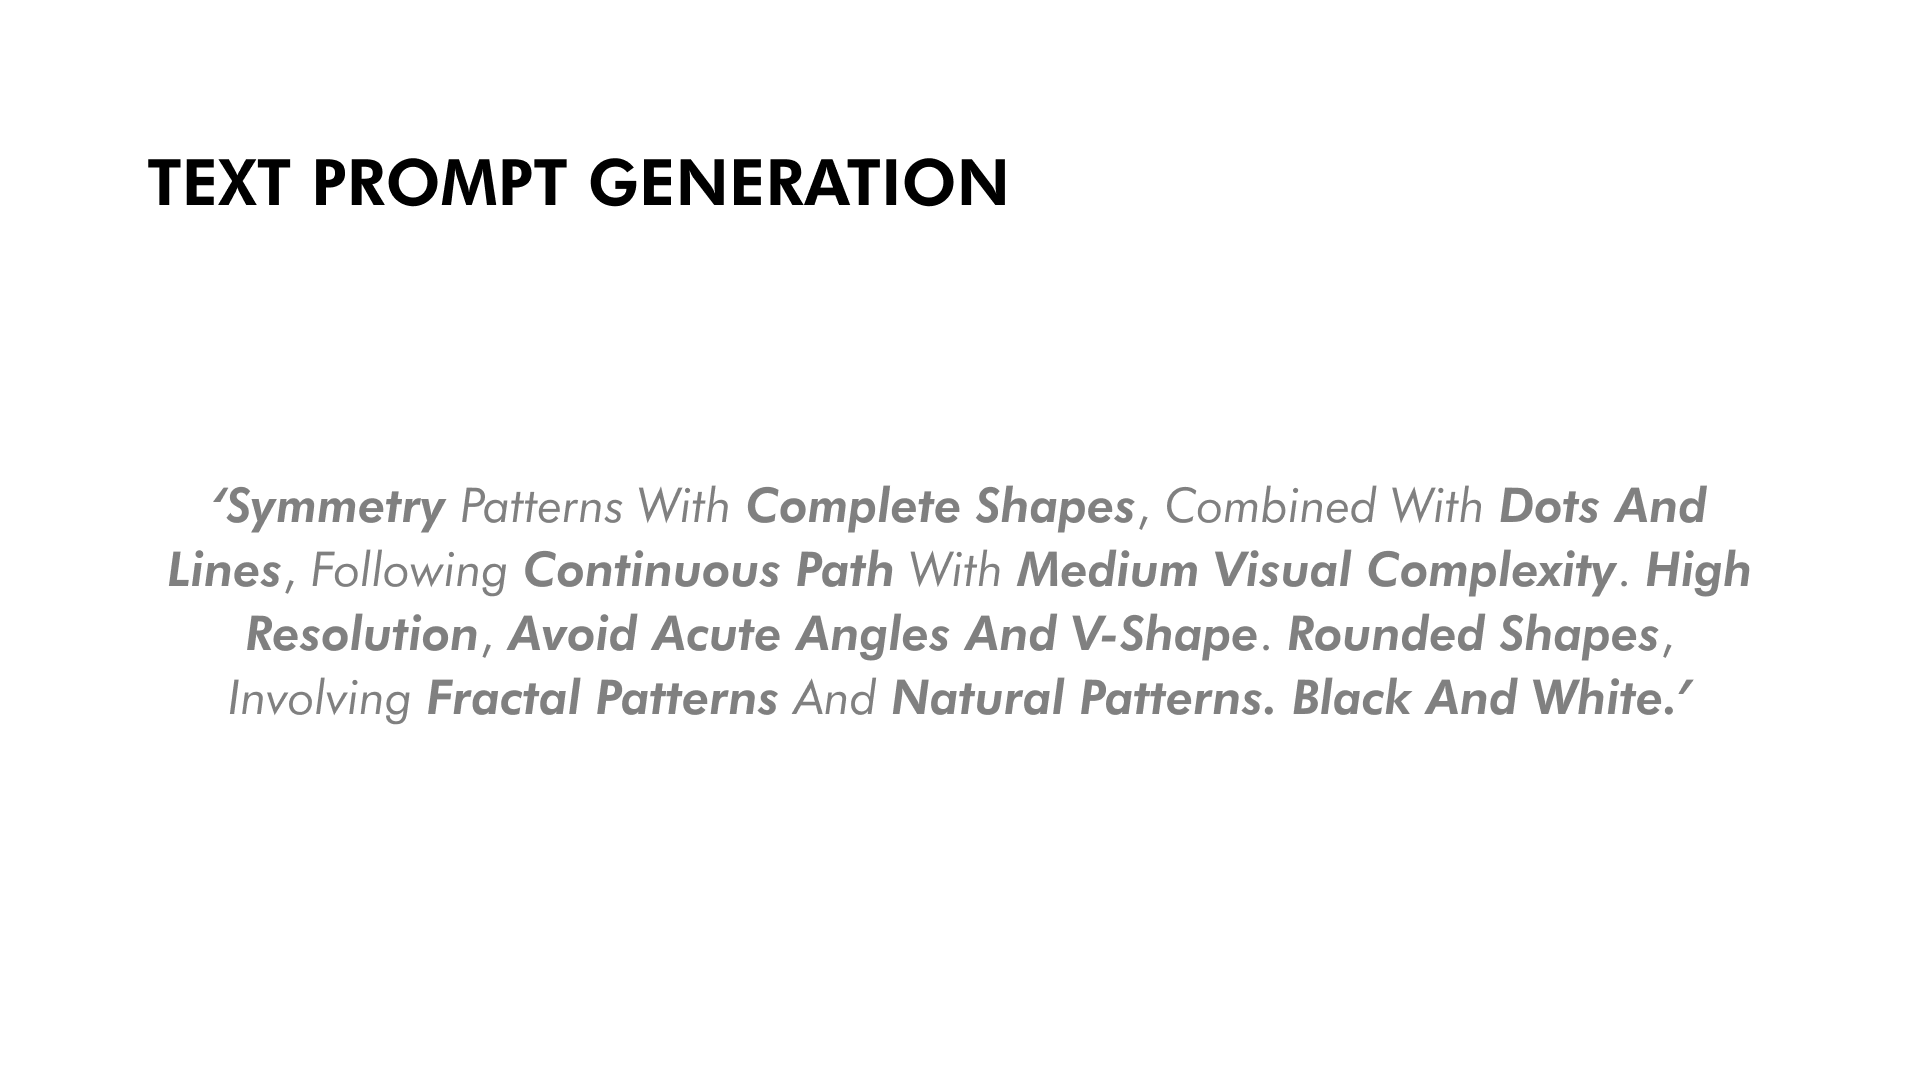 TEXT PROMPT GENERATION
‘Symmetry Patterns With Complete Shapes, Combined With Dots And
Lines, Following Continuous Path With Medium Visual Complexity. High
Resolution, Avoid Acute Angles And V-Shape. Rounded Shapes,
Involving Fractal Patterns And Natural Patterns. Black And White.’